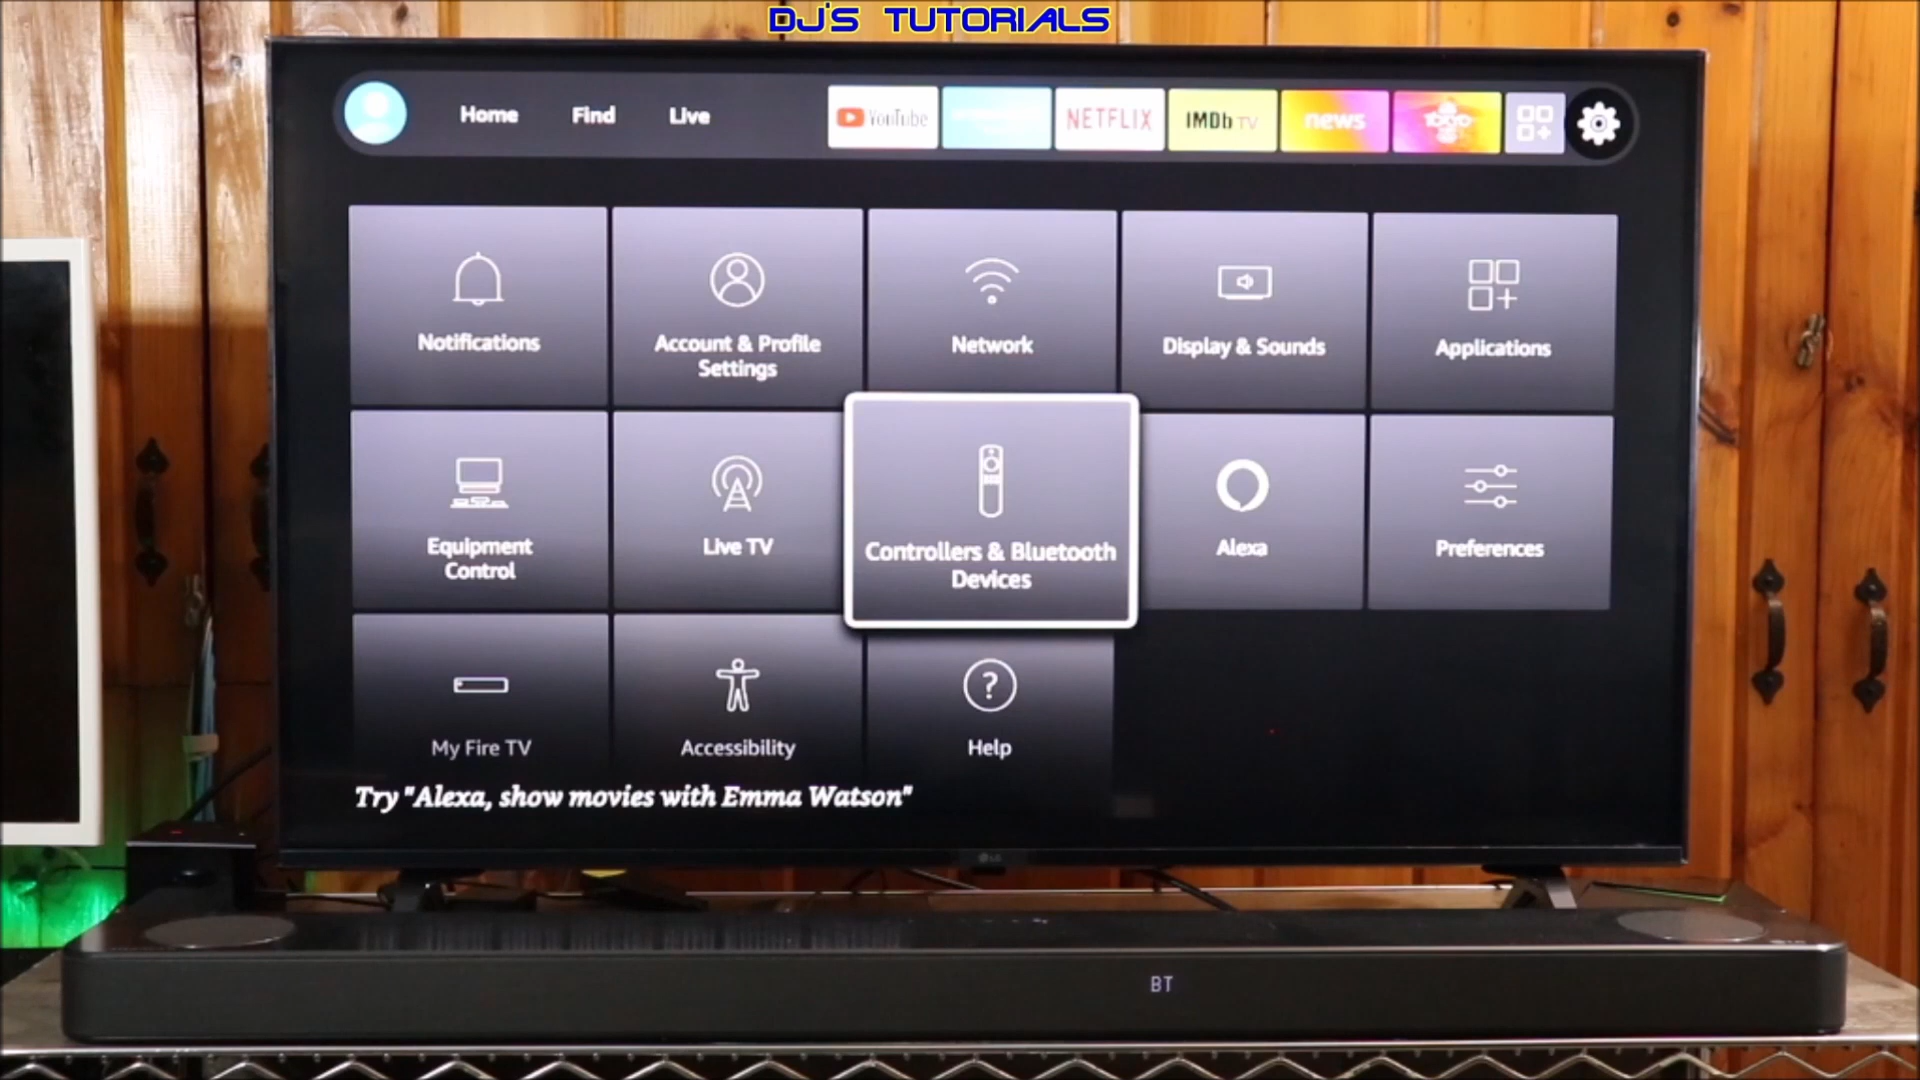 DJ'S TUTORIALS
Home Find Live
YouTube
NETFLIX
IMDb TV
news
TOKYO
Notifications
Account & Profile
Settings
Network
Display & Sounds
Applications
Equipment
Control
Live TV
Controllers & Bluetooth
Devices
Alexa
Preferences
My Fire TV
Accessibility
Help
Try "Alexa, show movies with Emma Watson"
LG
BT